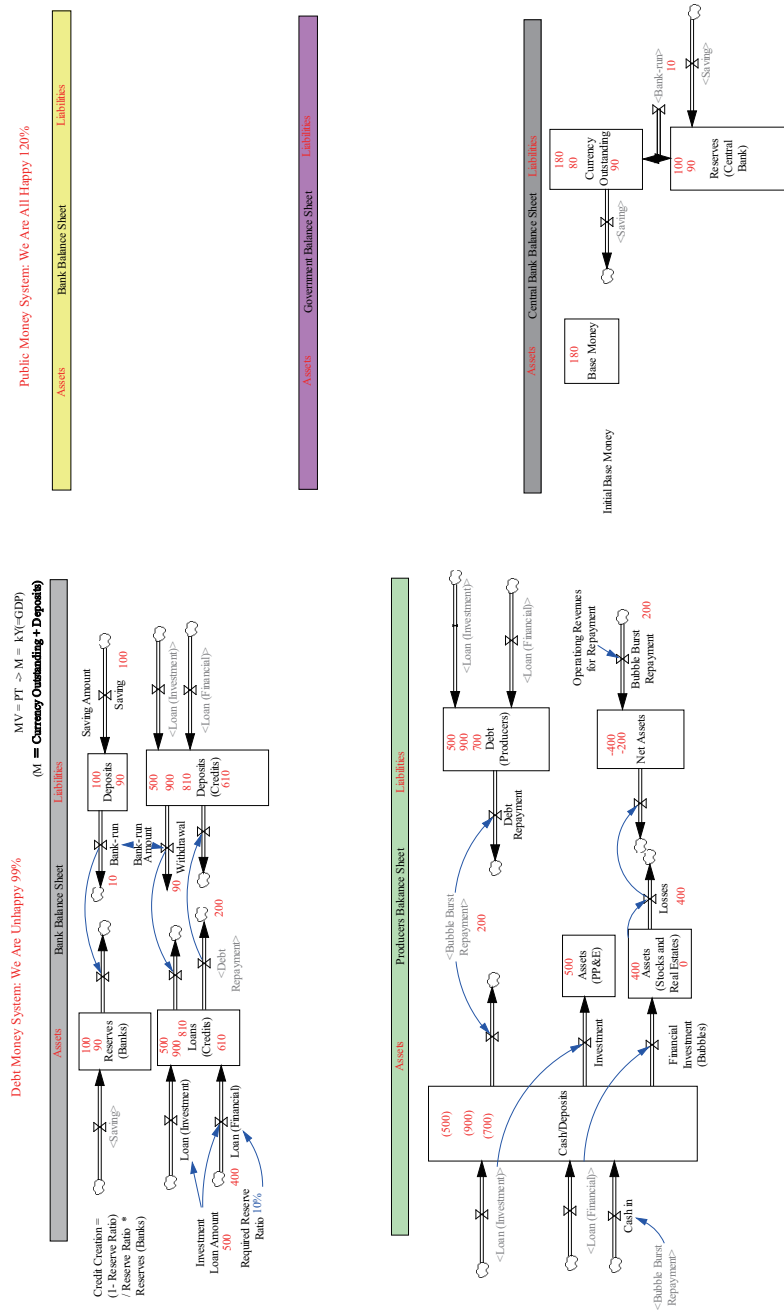 Debt Money System: We Are Unhappy 99%
MV = PT -> M = kY(=GDP)
(M = Currency Outstanding + Deposits)
Assets
Bank Balance Sheet
Liabilities
Credit Creation =
(1- Reserve Ratio)
/ Reserve Ratio *
Reserves (Banks)
<Saving>
100
90
Reserves
(Banks)
10
Bank-run
100
Deposits
90
Saving Amount
Saving
100
Bank-run
Amount
Loan (Investment)
500
900
810
Loans
(Credits)
610
90
Withdrawal
500
900
810
Deposits
(Credits)
610
<Loan (Investment)>
<Loan (Financial)>
Investment
Loan Amount
500
400
Loan (Financial)
Required Reserve
Ratio 10%
<Debt
Repayment>
200
Assets
Producers Bakance Sheet
Liabilities
<Loan (Investment)>
<Loan (Financial)>
Cash in
<Bubble Burst
Repayment>
(500)
(900)
(700)
Cash/Deposits
<Bubble Burst
Repayment>
200
Debt
Repayment
500
900
700
Debt
(Producers)
<Loan (Investment)>
<Loan (Financial)>
Investment
500
Assets
(PP&E)
Financial
Investment
(Bubbles)
400
Assets
(Stocks and
Real Estates)
0
Losses
400
-400
-200
Net Assets
Operationg Revenues
for Repayment
Bubble Burst
Repayment
200
Public Money System: We Are All Happy 120%
Assets
Bank Balance Sheet
Liabilities
Assets
Government Balance Sheet
Liabilities
Assets
Central Bank Balance Sheet
Liabilities
Initial Base Money
180
Base Money
<Saving>
180
80
Currency
Outstanding
90
<Bank-run>
10
100
90
Reserves
(Central
Bank)
<Saving>